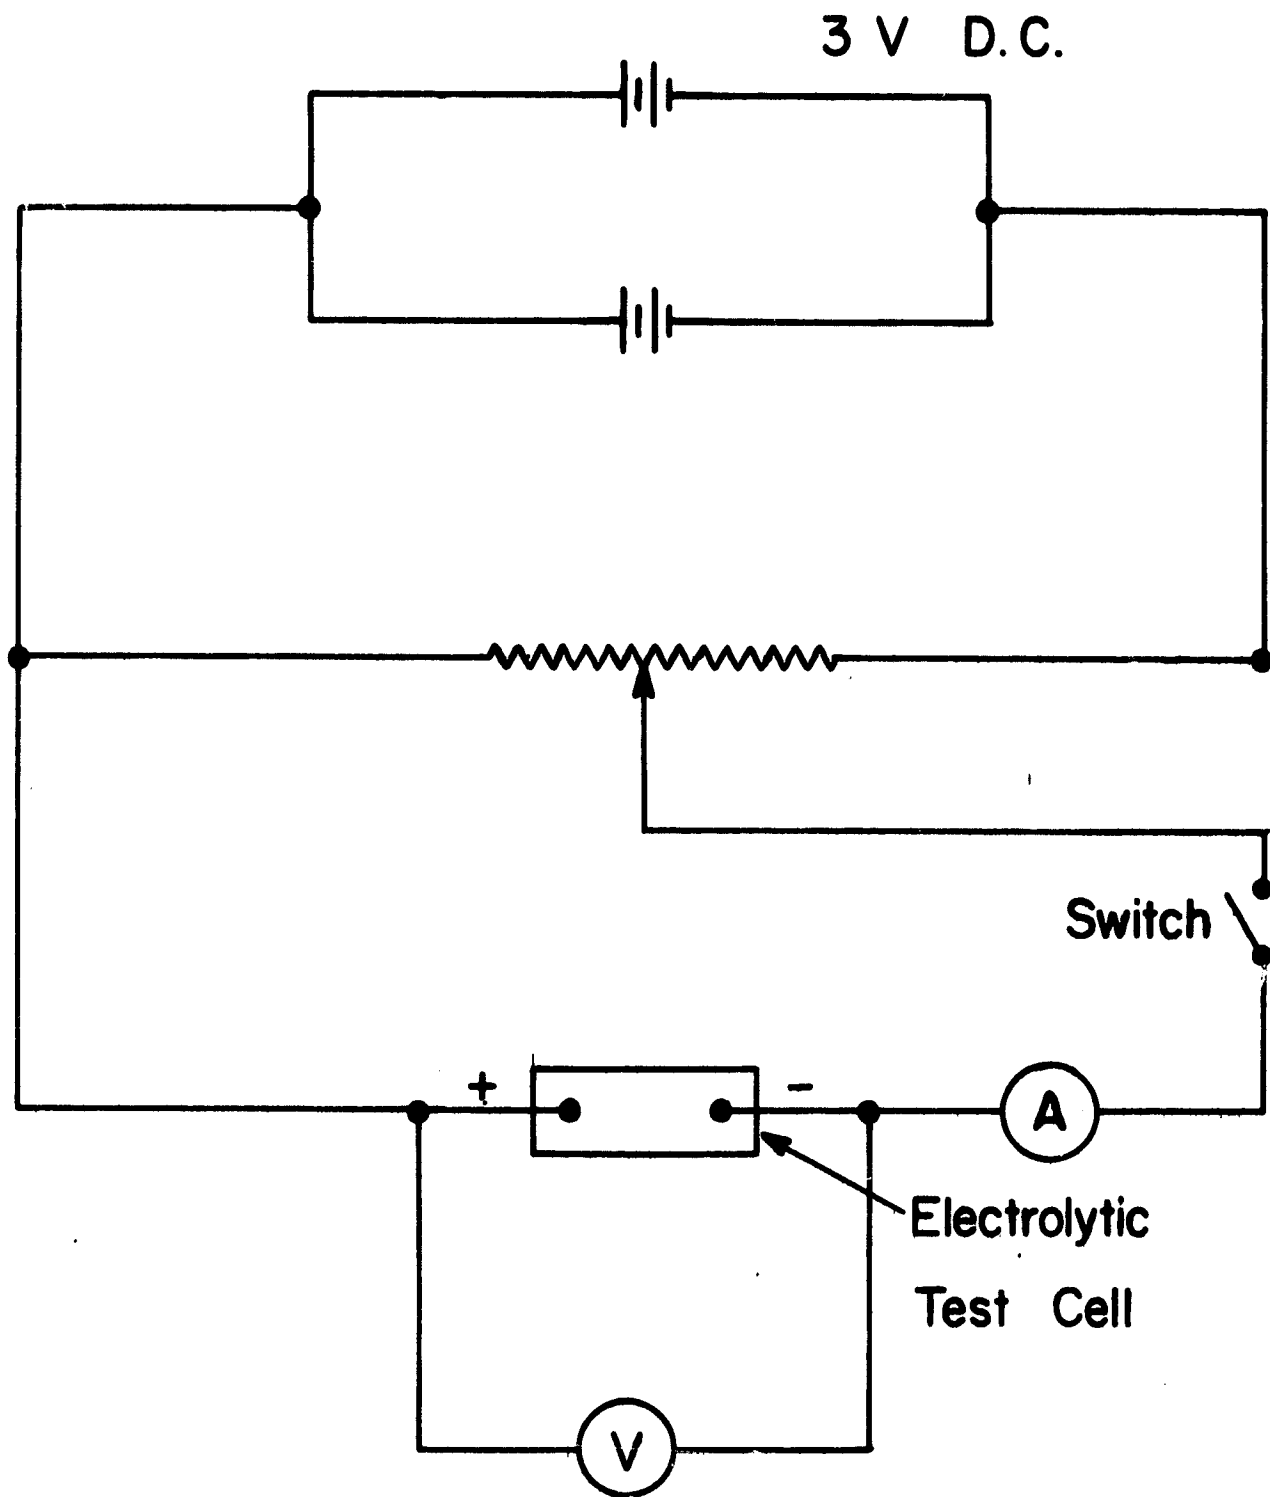 3 V D.C.
Switch
+
-
A
Electrolytic
Test Cell
V